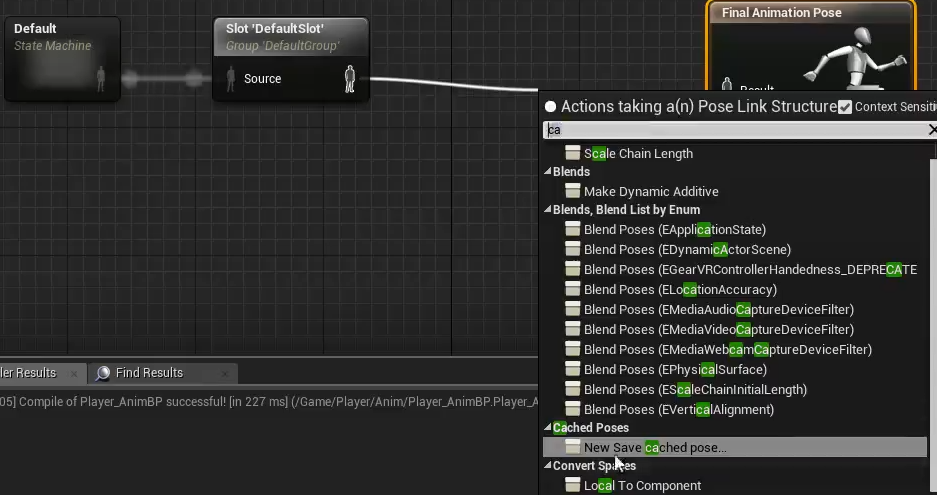 Default
State Machine
Slot 'DefaultSlot'
Group 'DefaultGroup'
Source
Final Animation Pose
Result
Actions taking a(n) Pose Link Structure
Context Sensiti
ca
Scale Chain Length
Blends
Make Dynamic Additive
Blends, Blend List by Enum
Blend Poses (EApplicationState)
Blend Poses (EDynamicActorScene)
Blend Poses (EGearVRControllerHandedness_DEPRECATE
Blend Poses (ELocationAccuracy)
Blend Poses (EMediaAudioCaptureDeviceFilter)
Blend Poses (EMediaVideoCaptureDeviceFilter)
Blend Poses (EMediaWebcamCaptureDeviceFilter)
Blend Poses (EPhysicalSurface)
Blend Poses (EScaleChainInitialLength)
Blend Poses (EVerticalAlignment)
Cached Poses
New Save cached pose...
Convert Spaces
Local To Component
ler Results
Find Results
05] Compile of Player_AnimBP successful! [in 227 ms] (/Game/Player/Anim/Player_AnimBP.Player_A